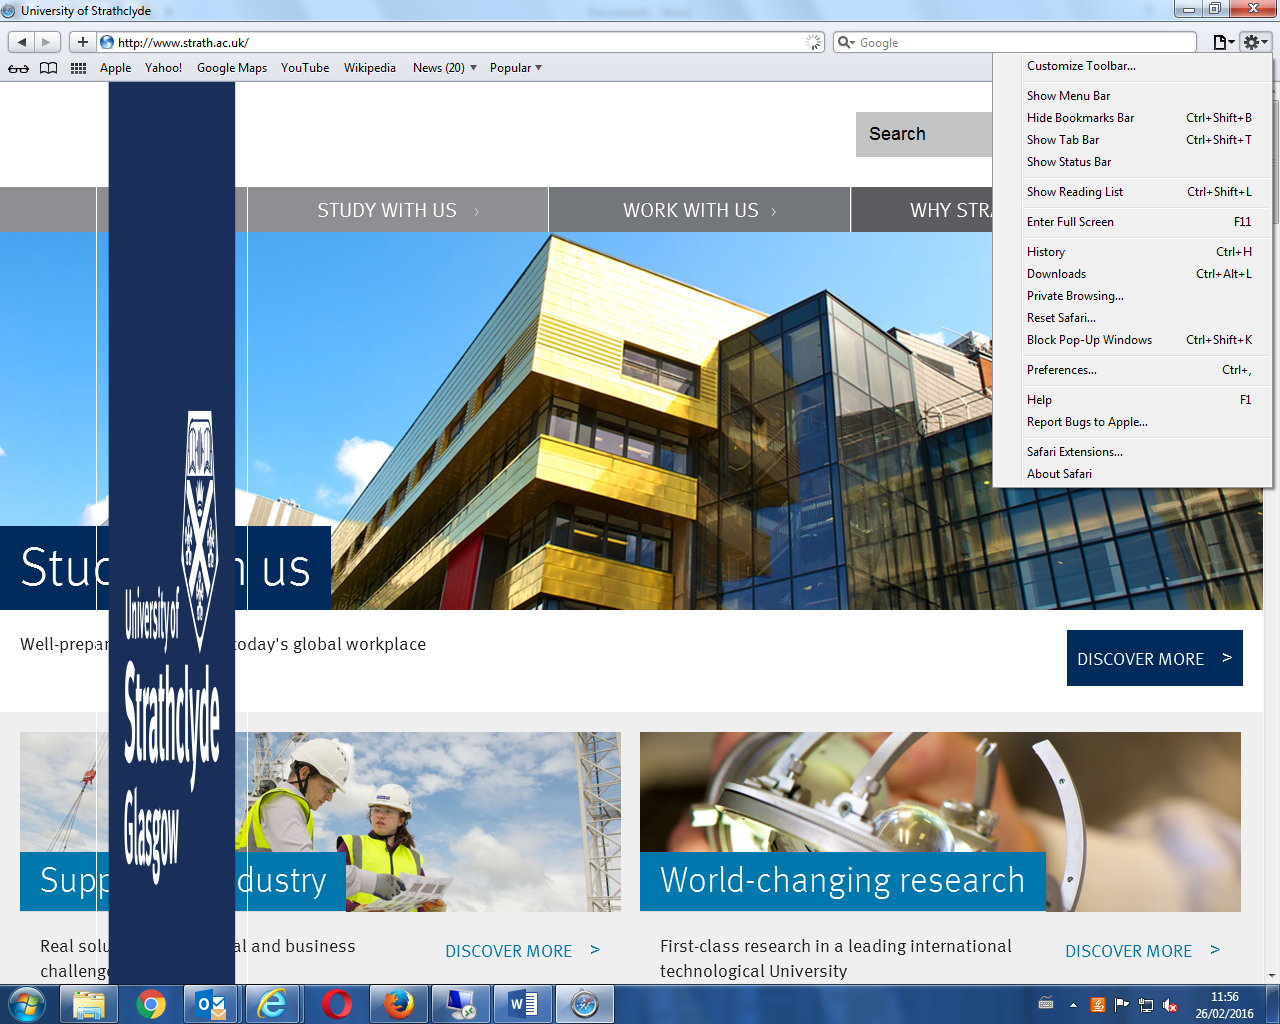 University of Strathclyde
http://www.strath.ac.uk/
Google
Apple Yahoo! Google Maps YouTube Wikipedia News (20) Popular
Customize Toolbar...
Show Menu Bar
Hide Bookmarks Bar Ctrl+Shift+B
Show Tab Bar Ctrl+Shift+T
Show Status Bar
Show Reading List Ctrl+Shift+L
Enter Full Screen F11
History Ctrl+H
Downloads Ctrl+Alt+L
Private Browsing...
Reset Safari...
Block Pop-Up Windows Ctrl+Shift+K
Preferences... Ctrl+,
Help F1
Report Bugs to Apple...
Safari Extensions...
About Safari
Search
STUDY WITH US › WORK WITH US › WHY STRA
University of
Strathclyde
Glasgow
Stud h us
Well-prepar today's global workplace
DISCOVER MORE >
Supp dustry
Real solu al and business
challenge
DISCOVER MORE >
World-changing research
First-class research in a leading international
technological University
DISCOVER MORE >
11:56
26/02/2016